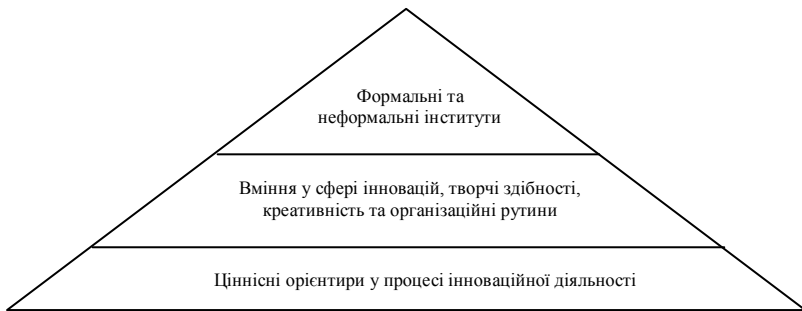 Формальні та
неформальні інститути
Вміння у сфері інновацій, творчі здібності,
креативність та організаційні рутини
Ціннісні орієнтири у процесі інноваційної діяльності